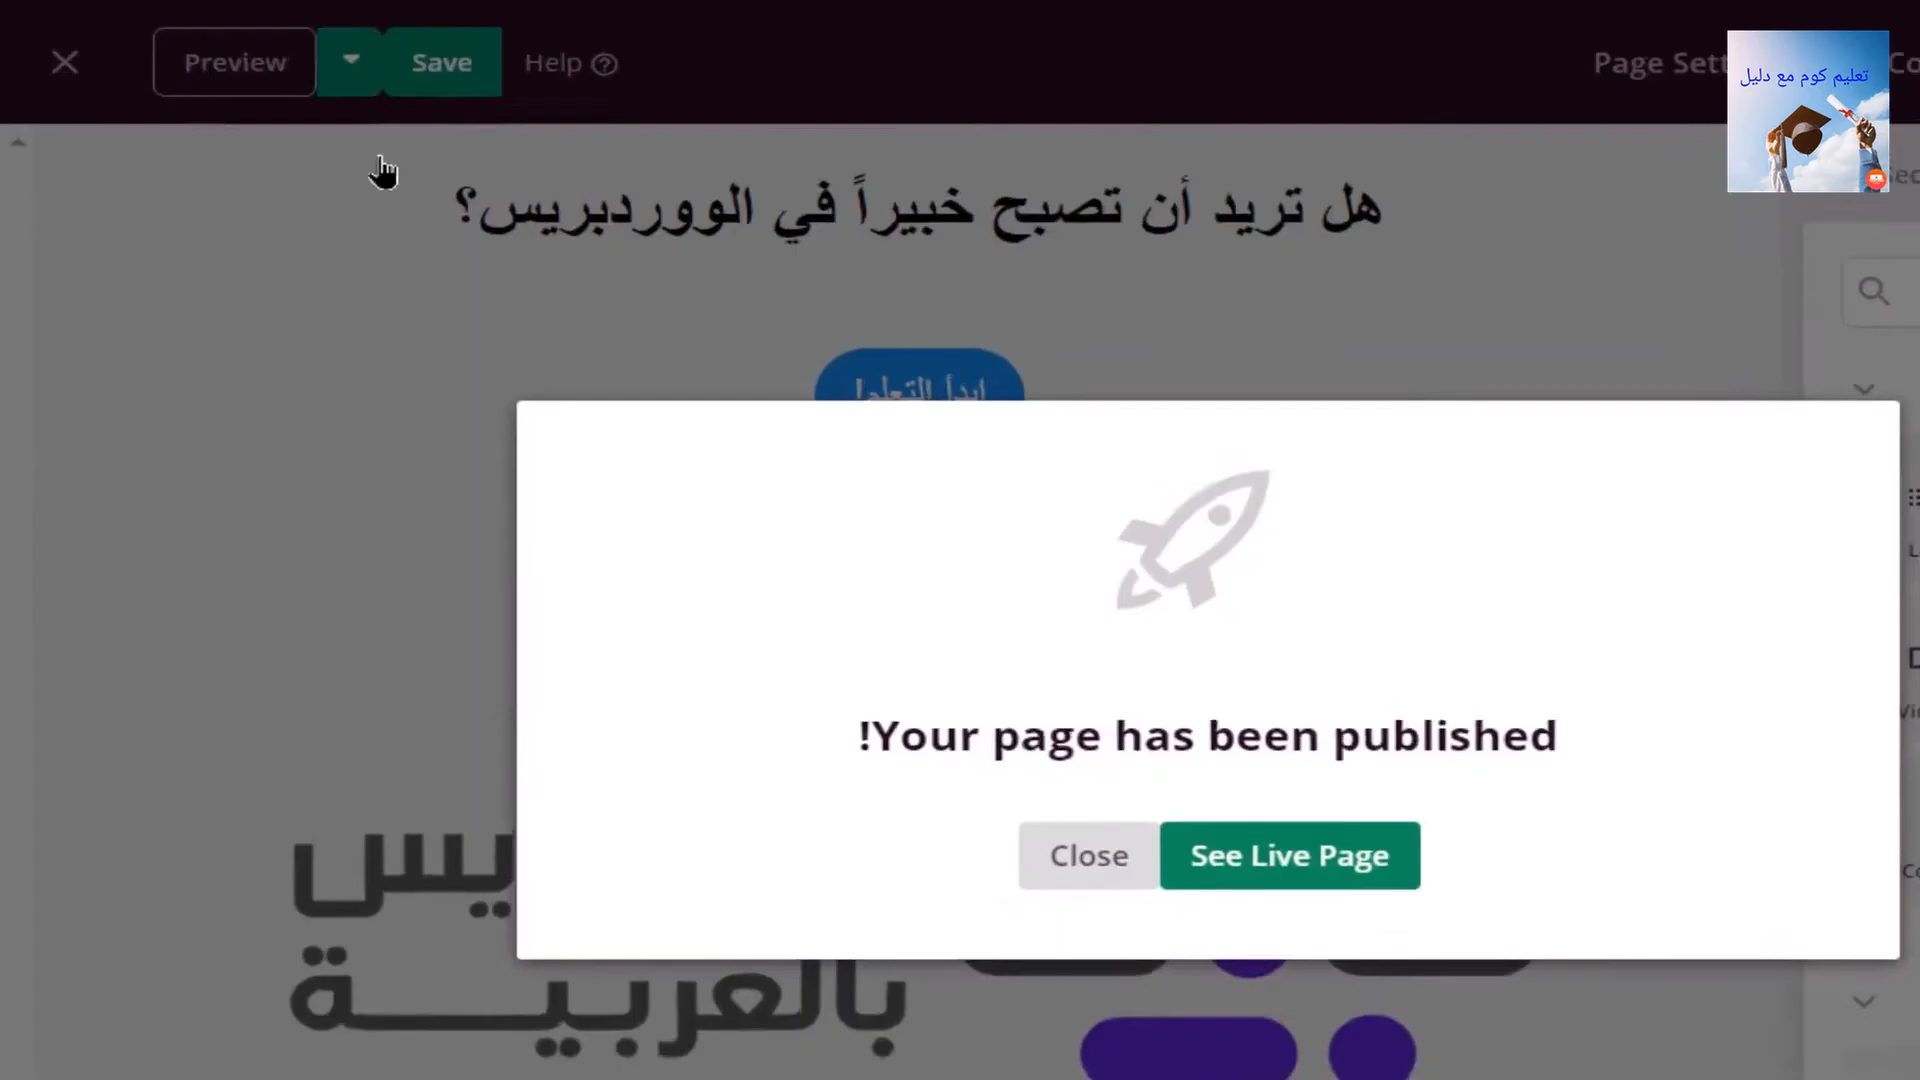 Preview
Save
Help
Page Sett
تعليم كوم مع دليل
هل تريد أن تصبح خبيراً في الووردبريس؟
ابدأ التعلم!
!Your page has been published
Close
See Live Page
بالعربية